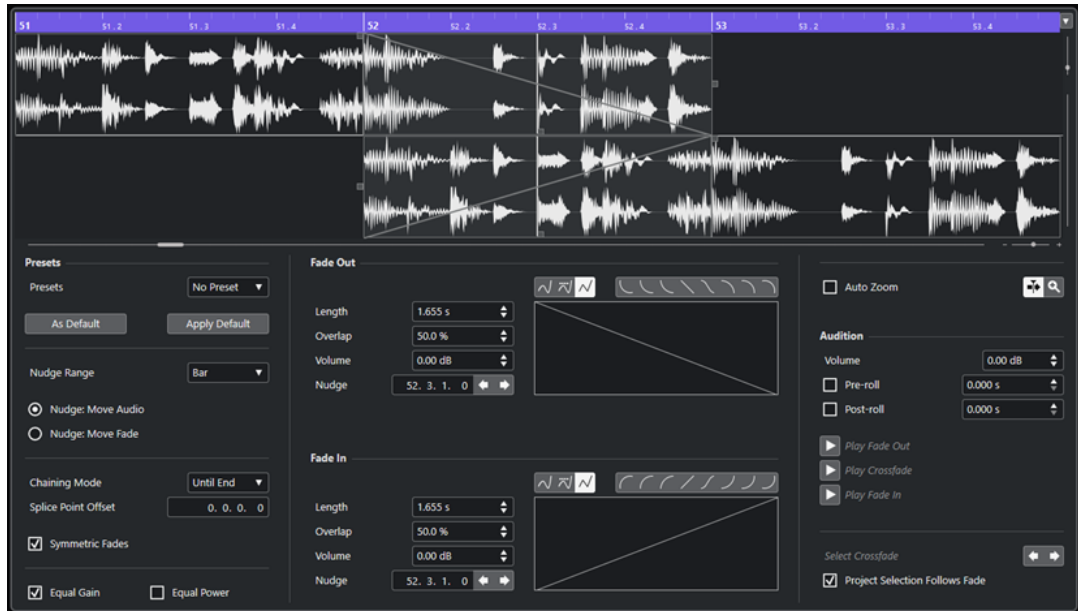 51 51. 2 51. 3 51. 4 52 52. 2 52. 3 52. 4 53 53. 2 53. 3 53. 4
- +
Presets
Presets No Preset
As Default Apply Default
Nudge Range Bar
Nudge: Move Audio
Nudge: Move Fade
Chaining Mode Until End
Splice Point Offset 0. 0. 0. 0
Symmetric Fades
Equal Gain Equal Power
Fade Out
Length 1.655 s
Overlap 50.0 %
Volume 0.00 dB
Nudge 52. 3. 1. 0
Fade In
Length 1.655 s
Overlap 50.0 %
Volume 0.00 dB
Nudge 52. 3. 1. 0
Auto Zoom
Audition
Volume 0.00 dB
Pre-roll 0.000 s
Post-roll 0.000 s
Play Fade Out
Play Crossfade
Play Fade In
Select Crossfade
Project Selection Follows Fade